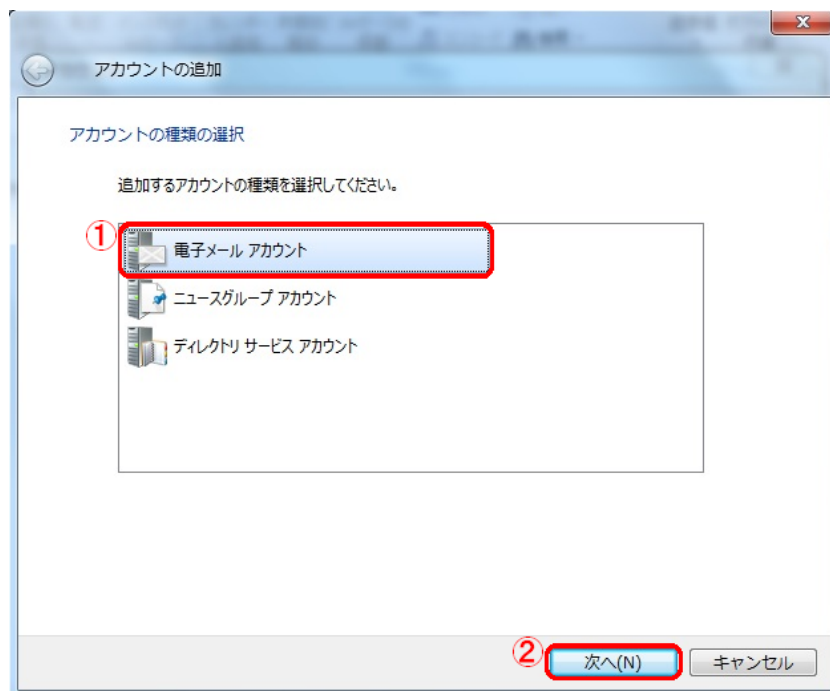 アカウントの追加
アカウントの種類の選択
追加するアカウントの種類を選択してください。
① 電子メール アカウント
ニュースグループ アカウント
ディレクトリ サービス アカウント
② 次へ(N) キャンセル